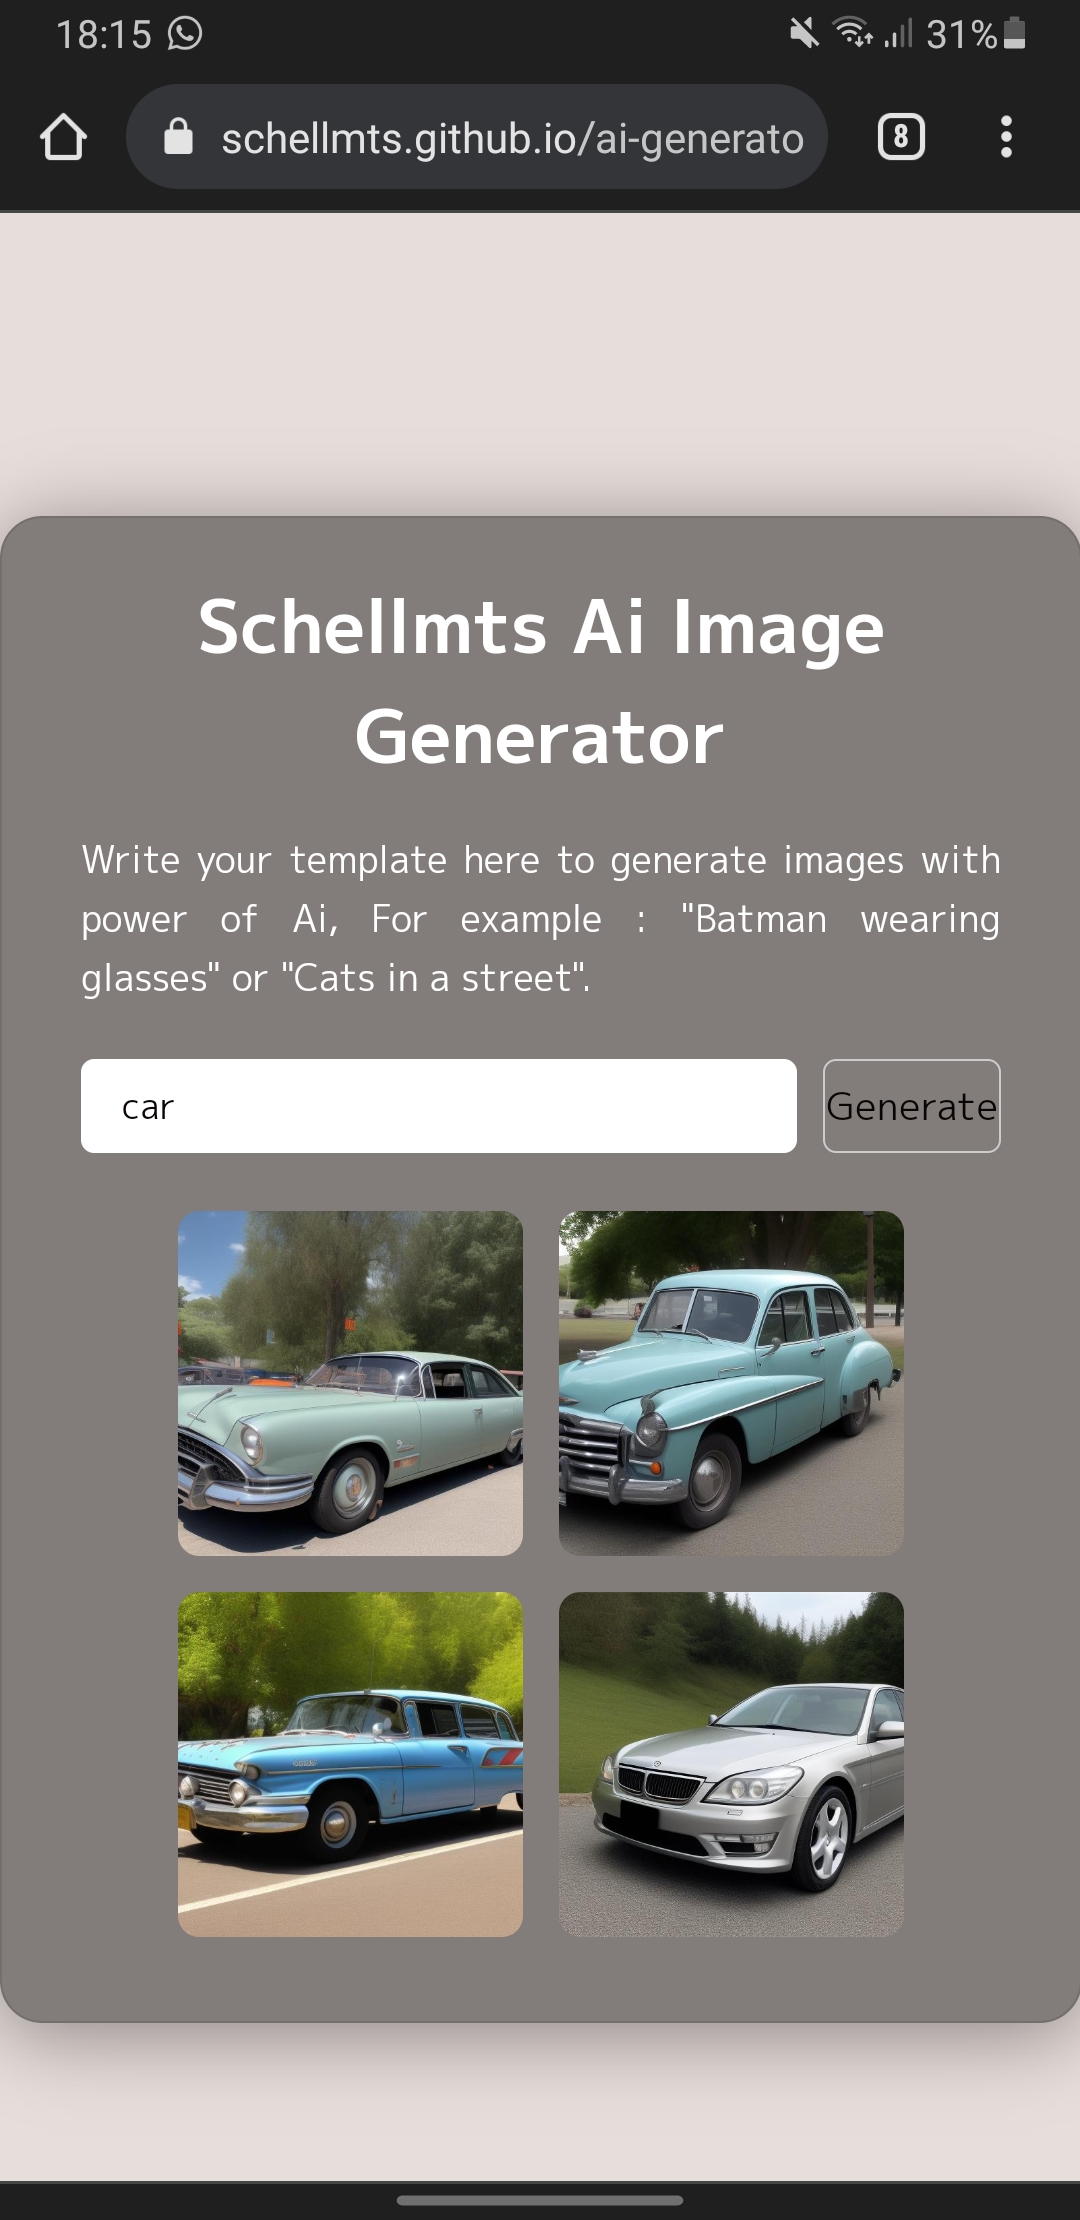 18:15
31%
schellmts.github.io/ai-generato
8
Schellmts Ai Image
Generator
Write your template here to generate images with
power of Ai, For example : "Batman wearing
glasses" or "Cats in a street".
car
Generate